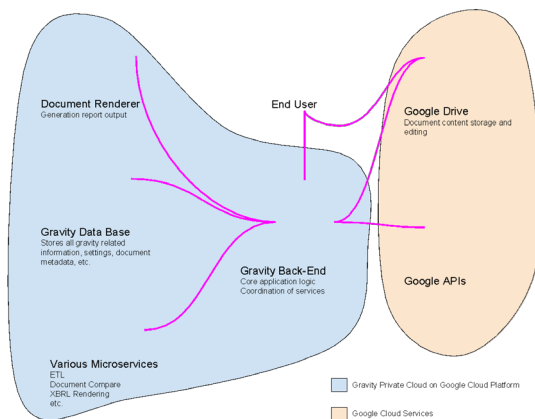 Document Renderer
Generation report output
End User
Google Drive
Document content storage and
editing
Gravity Data Base
Stores all gravity related
information, settings, document
metadata, etc.
Gravity Back-End
Core application logic
Coordination of services
Google APIs
Various Microservices
ETL
Document Compare
XBRL Rendering
etc.
Gravity Private Cloud on Google Cloud Platform
Google Cloud Services